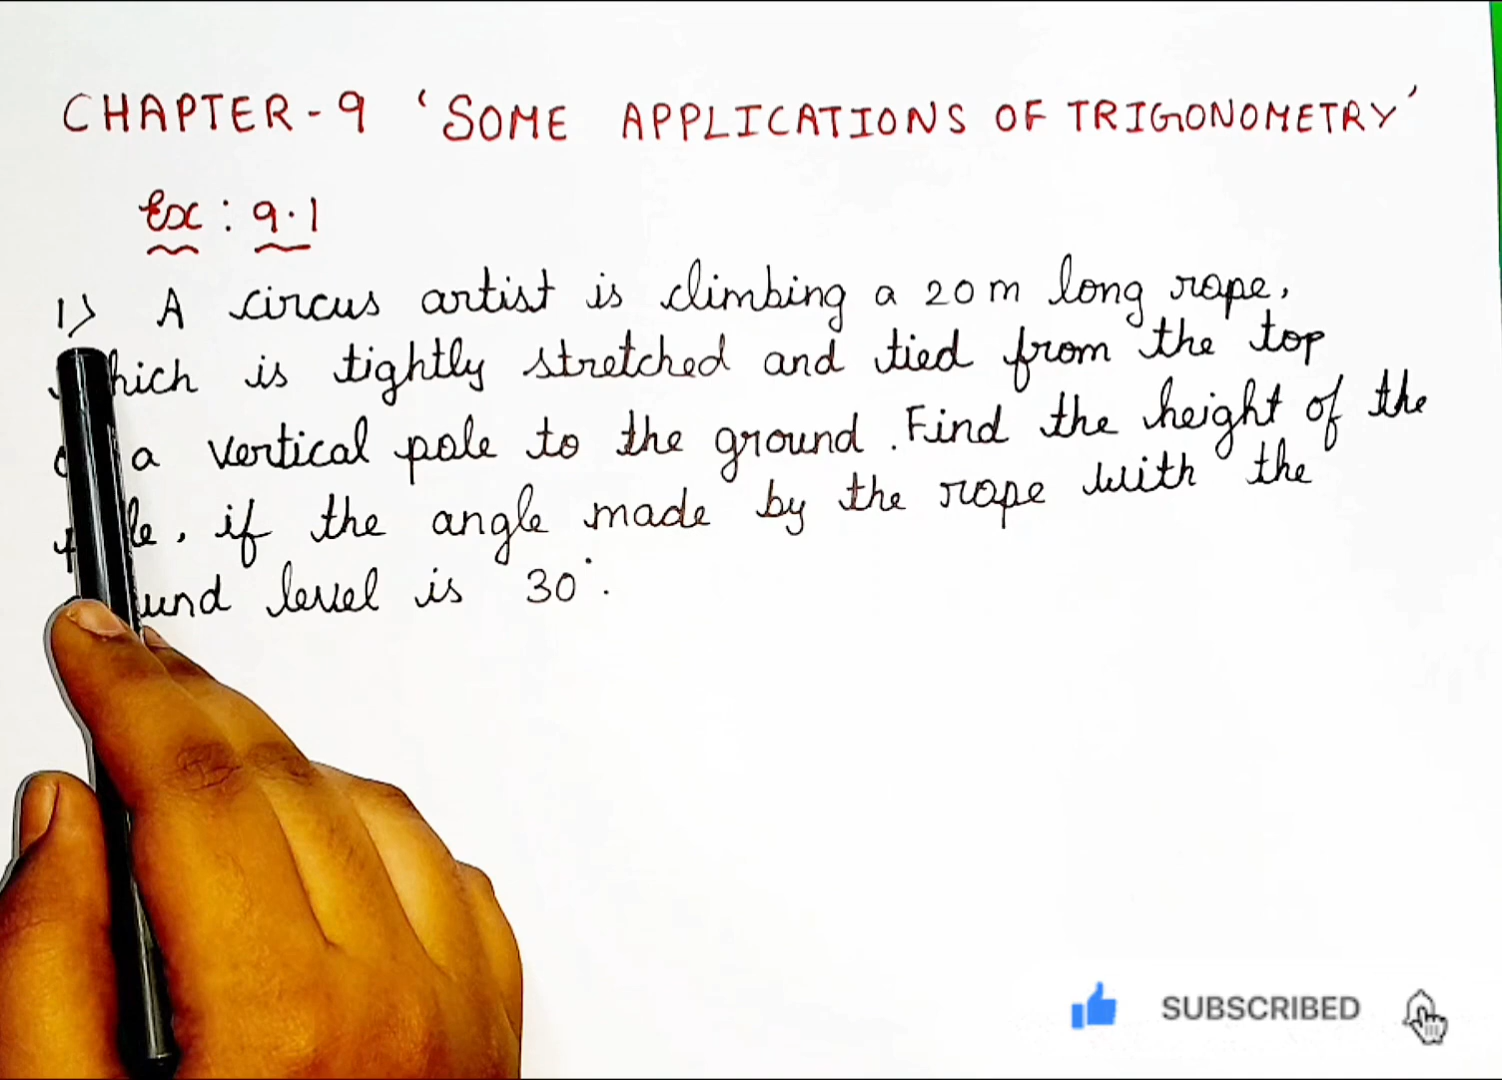 CHAPTER-9 'SOME APPLICATIONS OF TRIGONOMETRY'
Ex: 9.1
1> A circus artist is climbing a 20 m long rope,
hich is tightly stretched and tied from the top
a vertical pole to the ground. Find the height of the
le, if the angle made by the rope with the
und level is 30°.
SUBSCRIBED